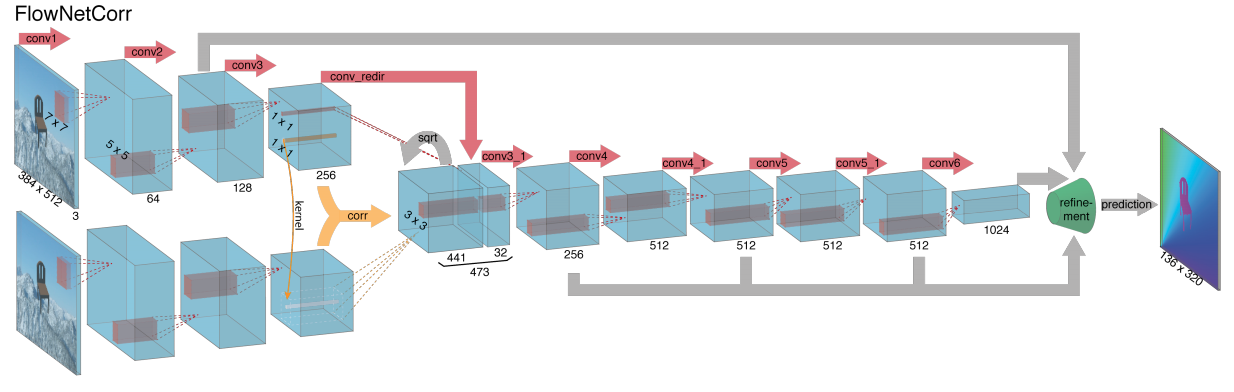 FlowNetCorr
conv1
conv2
conv3
conv_redir
sqrt
conv3_1
conv4
conv4_1
conv5
conv5_1
conv6
7 x 7
5 x 5
1 x 1
1 x 1
3 x 3
384 x 512
3
64
128
256
kernel
corr
441
32
473
256
512
512
512
512
1024
refine-
ment
prediction
136 x 320